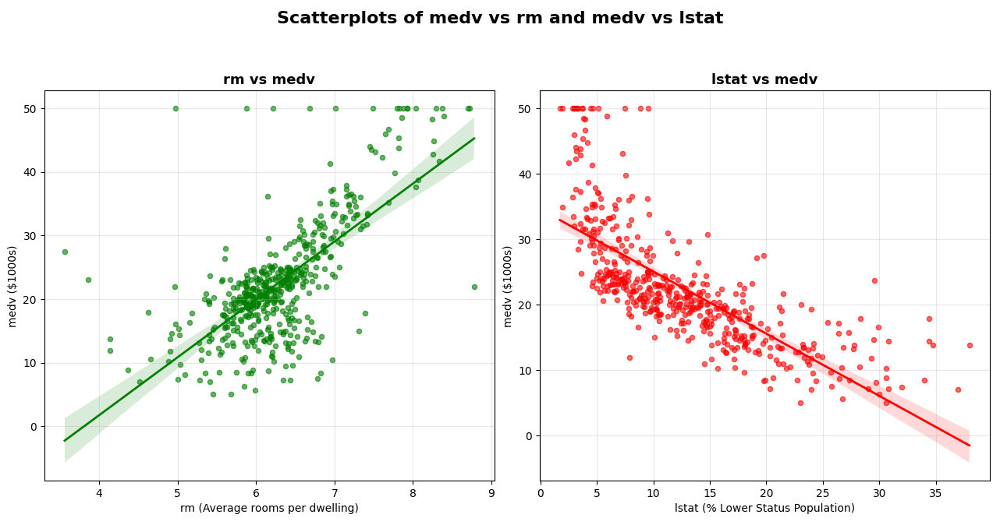 Scatterplots of medv vs rm and medv vs lstat
rm vs medv
50
40
30
20
10
0
medv ($1000s)
4 5 6 7 8 9
rm (Average rooms per dwelling)
lstat vs medv
50
40
30
20
10
0
medv ($1000s)
0 5 10 15 20 25 30 35
lstat (% Lower Status Population)